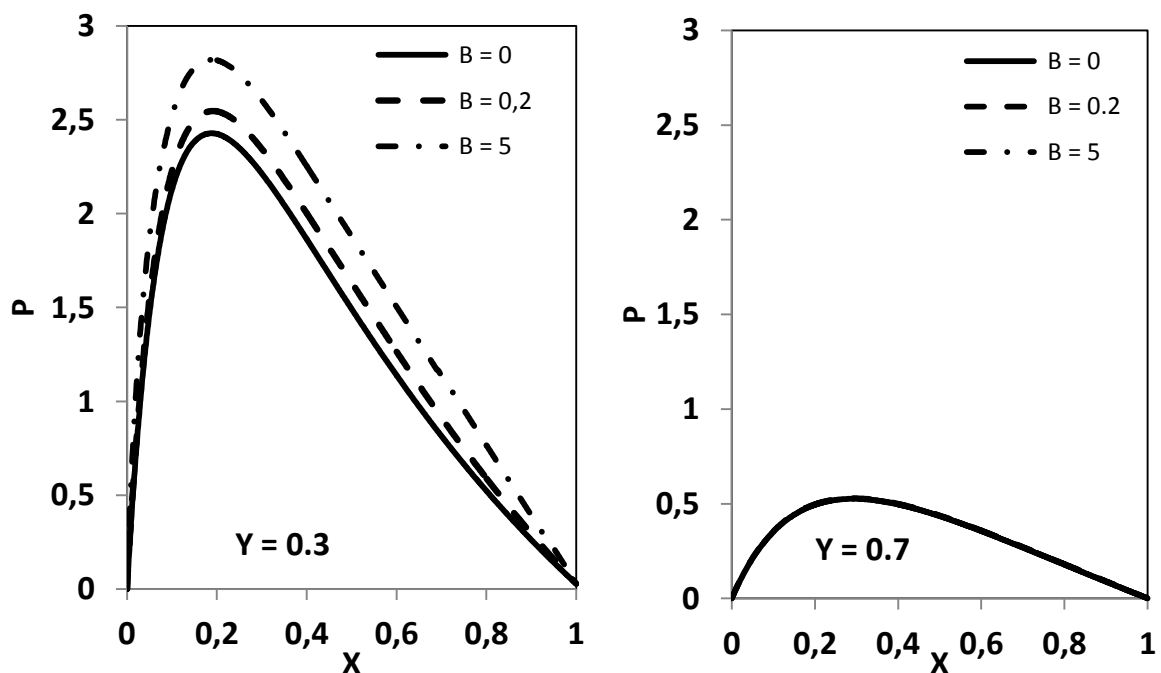 3
2,5
2
1,5
1
0,5
0
P
B = 0
B = 0,2
B = 5
Y = 0.3
0 0,2 0,4 0,6 0,8 1
X
3
2,5
2
1,5
1
0,5
0
P
B = 0
B = 0.2
B = 5
Y = 0.7
0 0,2 0,4 0,6 0,8 1
X